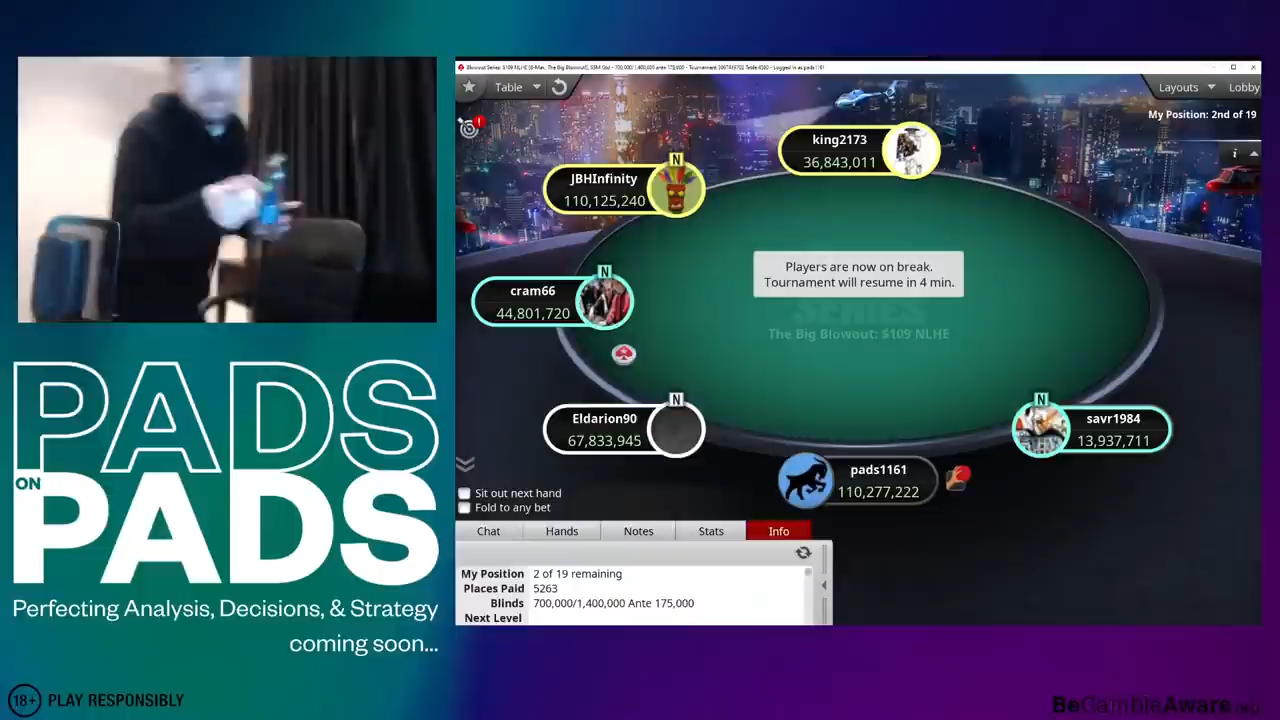 PADS
ON
PADS
Perfecting Analysis, Decisions, & Strategy
coming soon...
18+ PLAY RESPONSIBLY
Table
Layouts
Lobby
My Position: 2nd of 19
king2173
36,843,011
N
JBHInfinity
110,125,240
N
cram66
44,801,720
Players are now on break.
Tournament will resume in 4 min.
SERIES
The Big Blowout: $109 NLHE
N
Eldarion90
67,833,945
N
savr1984
13,937,711
pads1161
110,277,222
Sit out next hand
Fold to any bet
Chat
Hands
Notes
Stats
Info
My Position 2 of 19 remaining
Places Paid 5263
Blinds 700,000/1,400,000 Ante 175,000
Next Level
BeGambleAware.org